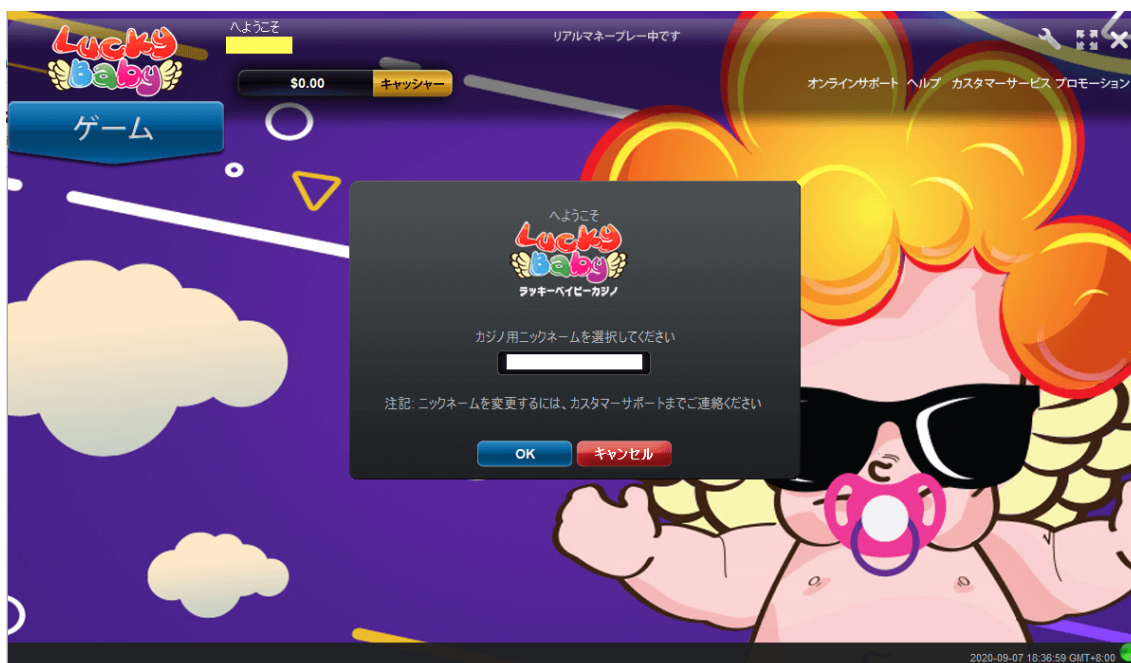 Lucky
Baby
へようこそ
リアルマネープレー中です
$0.00
キャッシャー
オンラインサポート ヘルプ カスタマーサービス プロモーション
ゲーム
へようこそ
Lucky
Baby
ラッキーベイビーカジノ
カジノ用ニックネームを選択してください
注記: ニックネームを変更するには、カスタマーサポートまでご連絡ください
OK
キャンセル
2020-09-07 18:36:59 GMT+8:00